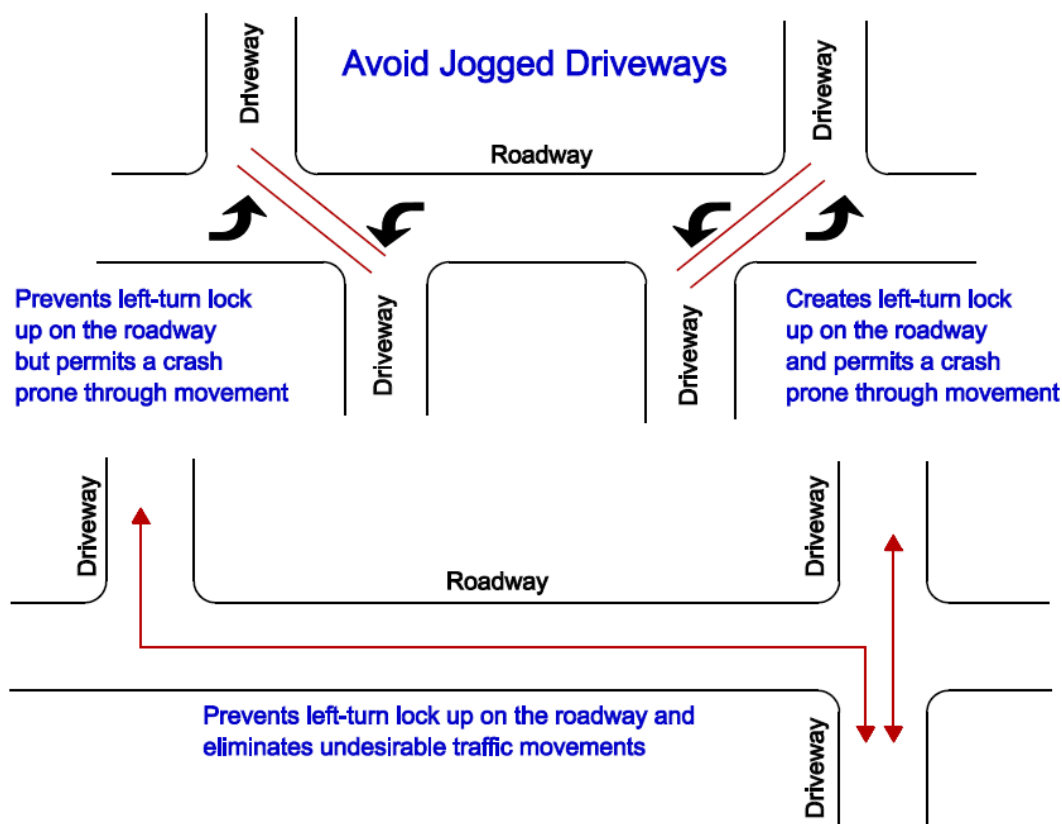 Avoid Jogged Driveways
Driveway
Driveway
Roadway
Prevents left-turn lock
up on the roadway
but permits a crash
prone through movement
Driveway
Driveway
Creates left-turn lock
up on the roadway
and permits a crash
prone through movement
Driveway
Driveway
Roadway
Prevents left-turn lock up on the roadway and
eliminates undesirable traffic movements
Driveway